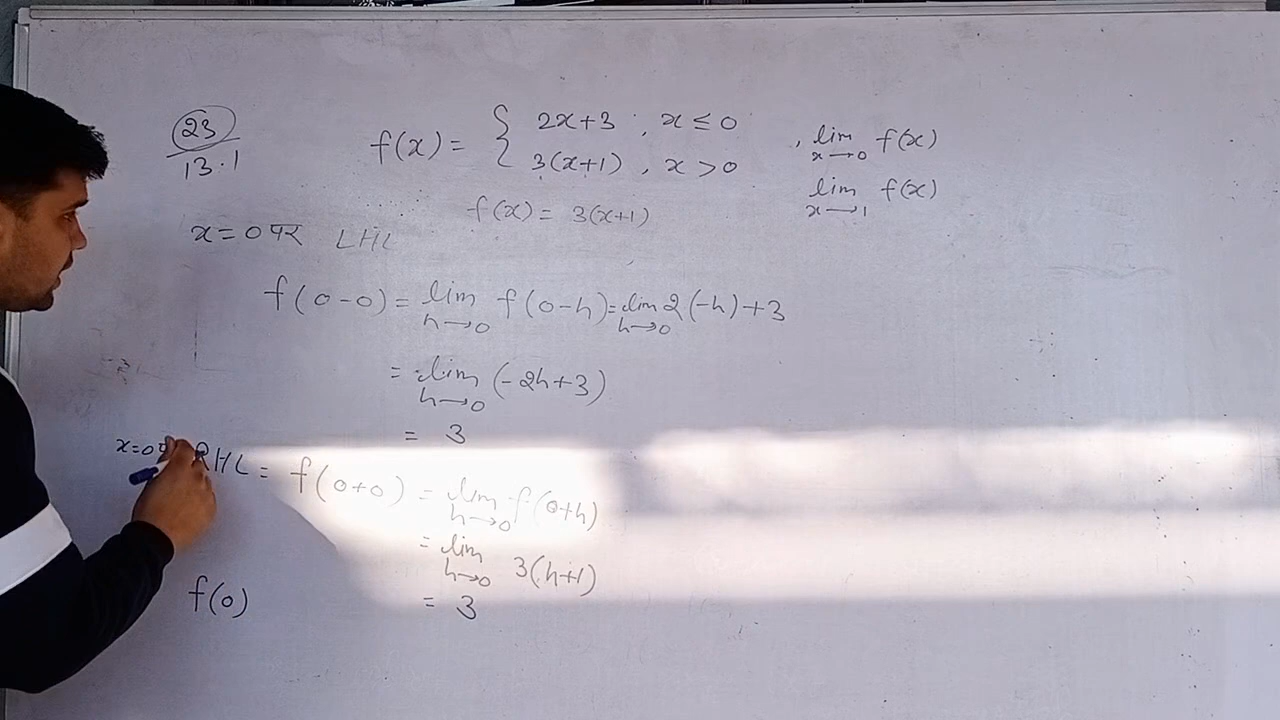 23
13.1
f(x) = { 2x+3 , x ≤ 0 , lim x→0 f(x)
3(x+1) , x > 0 lim x→1 f(x)
f(x) = 3(x+1)
x=0 पर LHL
f(0-0) = lim h→0 f(0-h) = lim h→0 2(-h)+3
= lim h→0 (-2h+3)
= 3
x=0 RHL = f(0+0) = lim h→0 f(0+h)
= lim h→0 3(h+1)
f(0) = 3